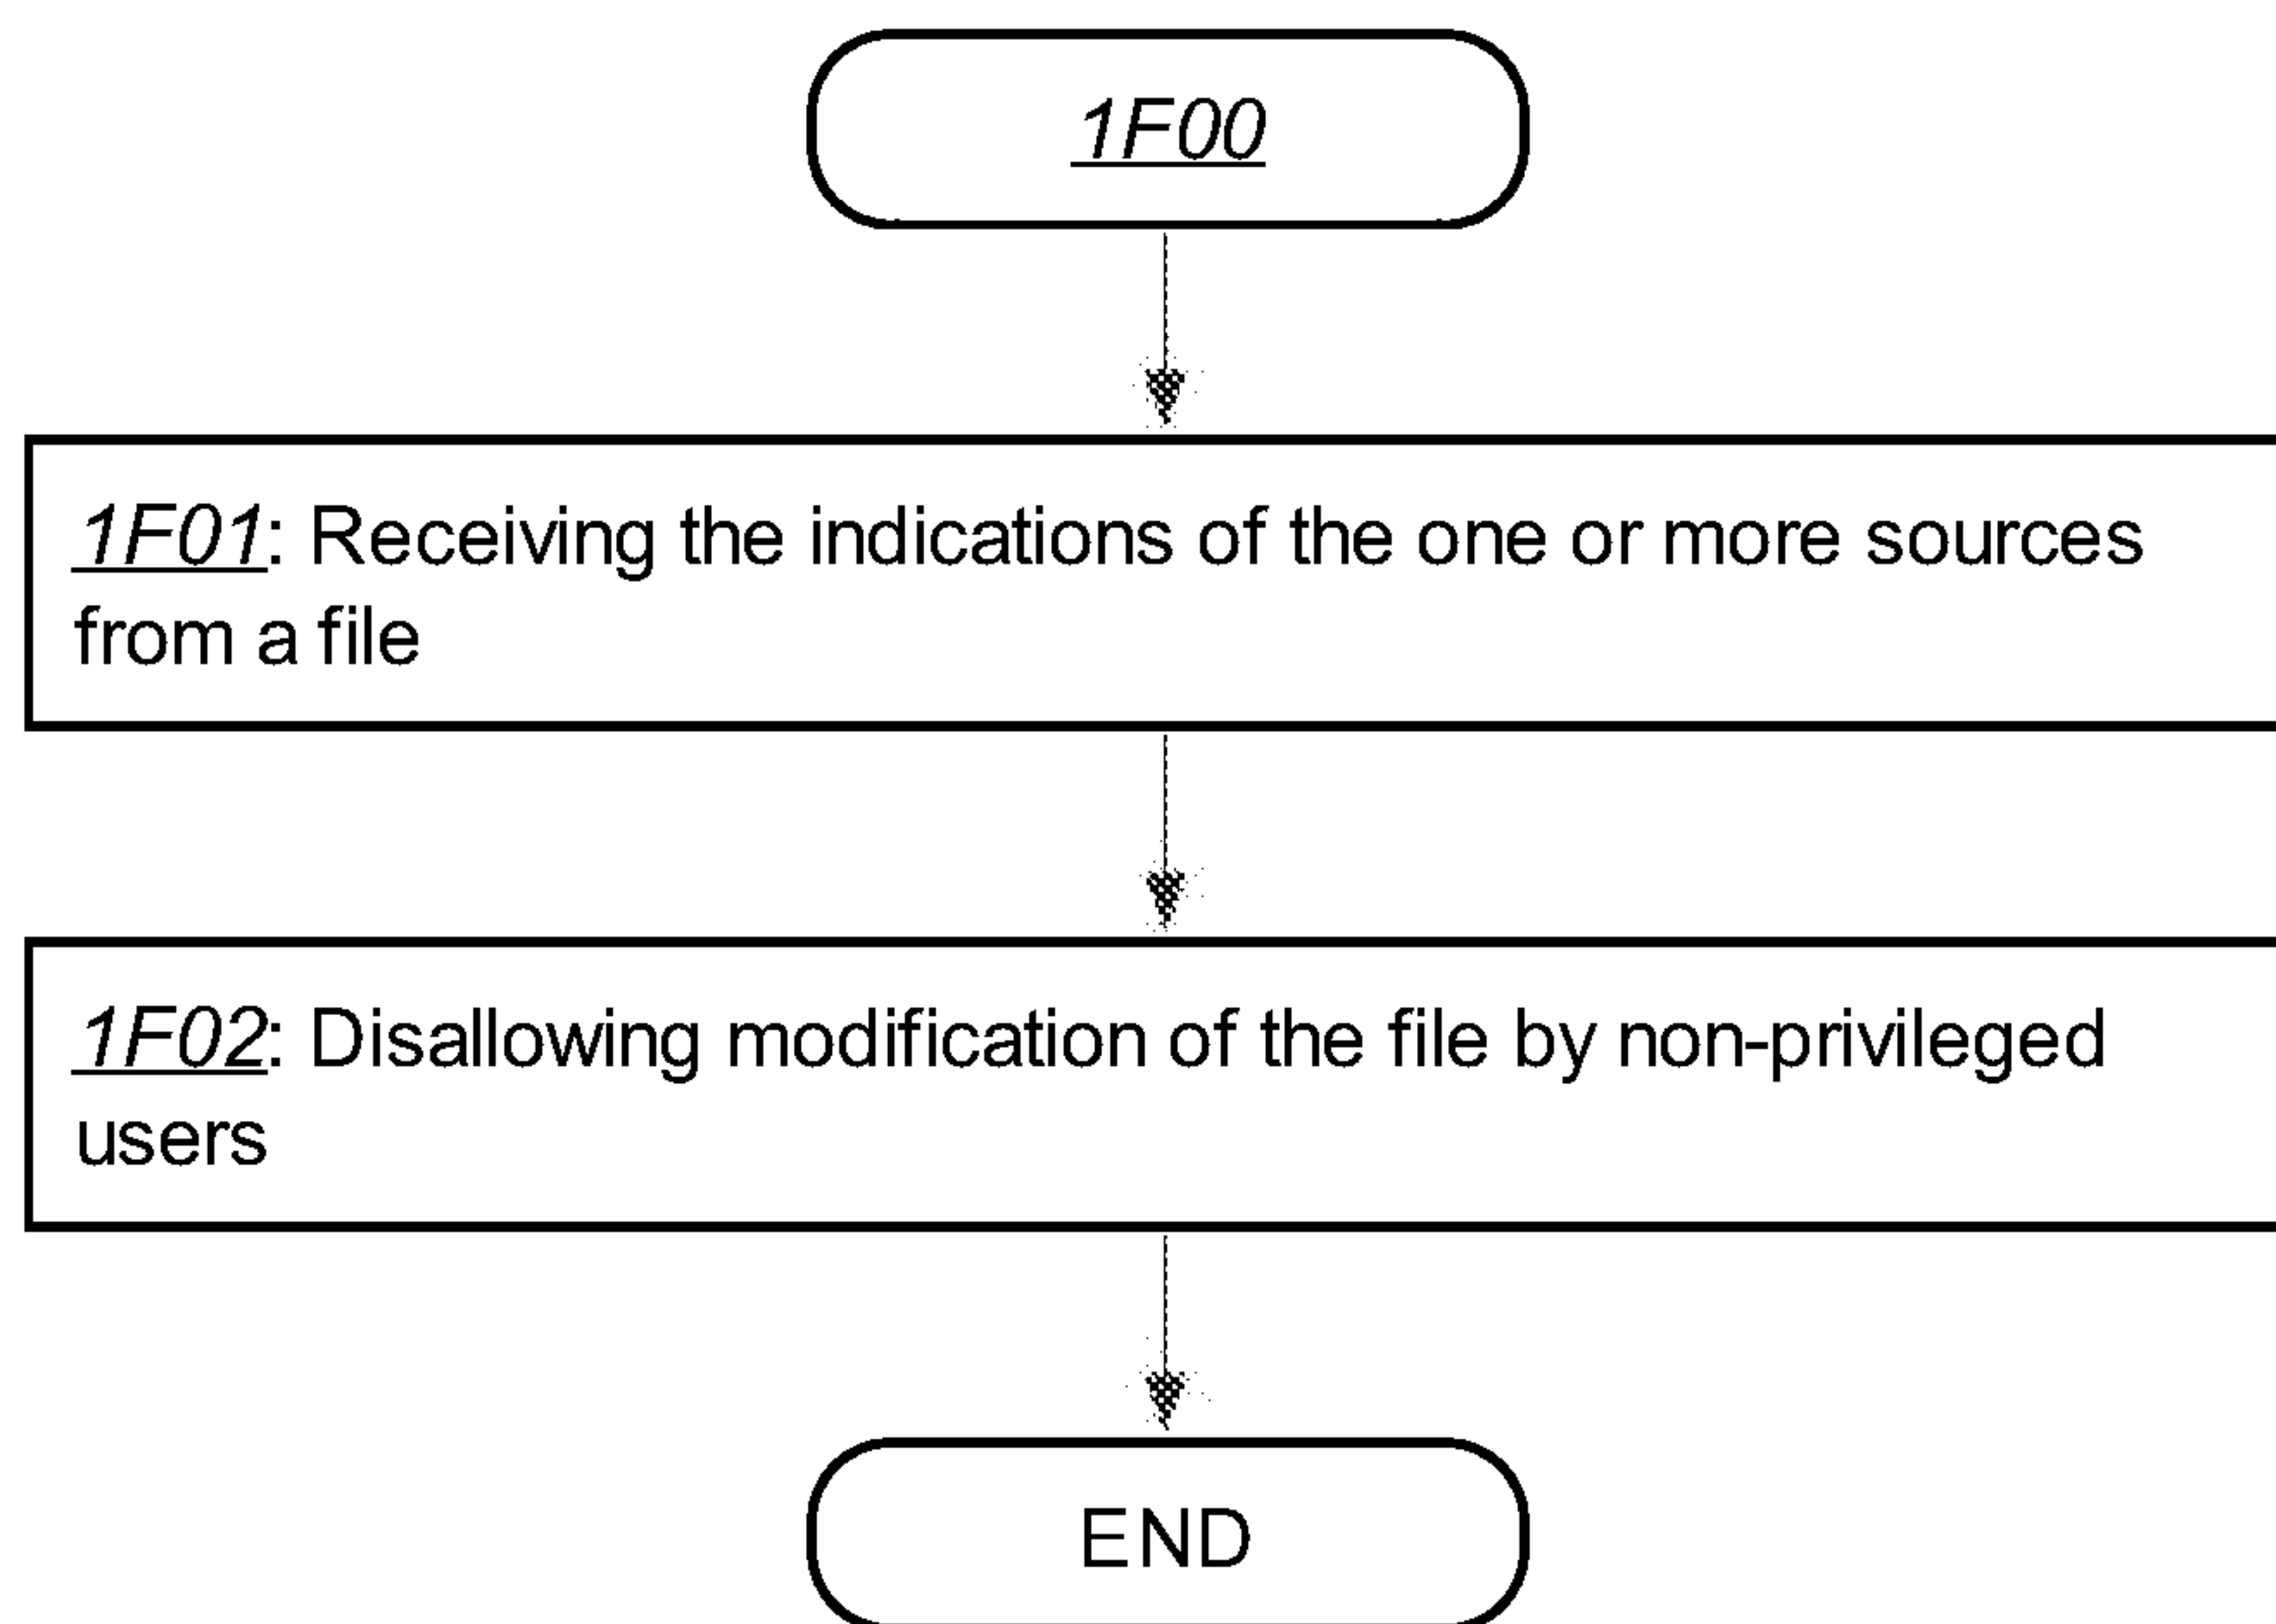 1F00
1F01: Receiving the indications of the one or more sources
from a file
1F02: Disallowing modification of the file by non-privileged
users
END